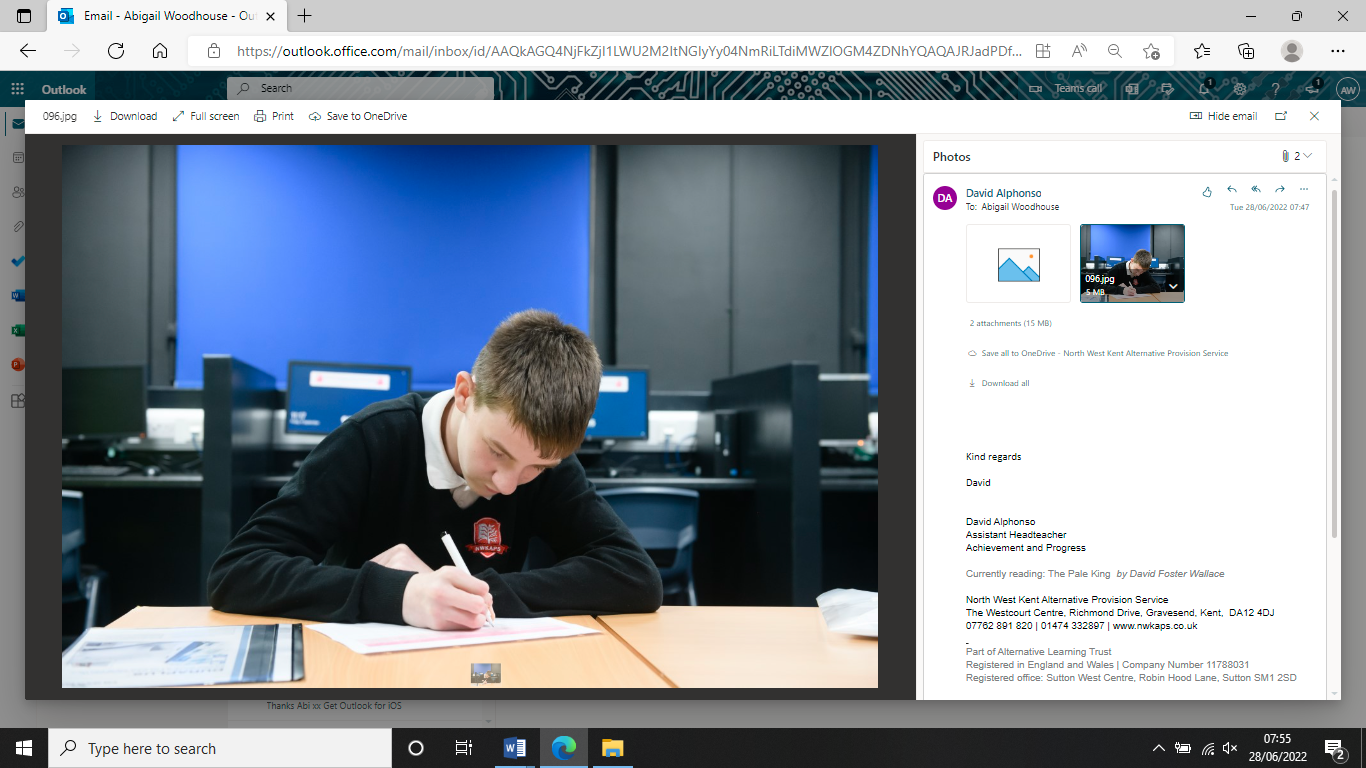 Email - Abigail Woodhouse - Out
https://outlook.office.com/mail/inbox/id/AAQkAGQ4NjFkZjI1LWU2M2ItNGIyYy04NmRiLTdiMWZlOGM4ZDNhYQAQAJRJadPDf...
Outlook
Search
Teams call
1
1
AW
096.jpg
Download
Full screen
Print
Save to OneDrive
Hide email
Photos
2
DA
David Alphonso
To: Abigail Woodhouse
Tue 28/06/2022 07:47
096.jpg
5 MB
2 attachments (15 MB)
Save all to OneDrive - North West Kent Alternative Provision Service
Download all
Kind regards
David
David Alphonso
Assistant Headteacher
Achievement and Progress
Currently reading: The Pale King by David Foster Wallace
North West Kent Alternative Provision Service
The Westcourt Centre, Richmond Drive, Gravesend, Kent, DA12 4DJ
07762 891 820 | 01474 332897 | www.nwkaps.co.uk
-
Part of Alternative Learning Trust
Registered in England and Wales | Company Number 11788031
Registered office: Sutton West Centre, Robin Hood Lane, Sutton SM1 2SD
NWKAPS
Thanks Abi xx Get Outlook for iOS
Type here to search
07:55
28/06/2022
2